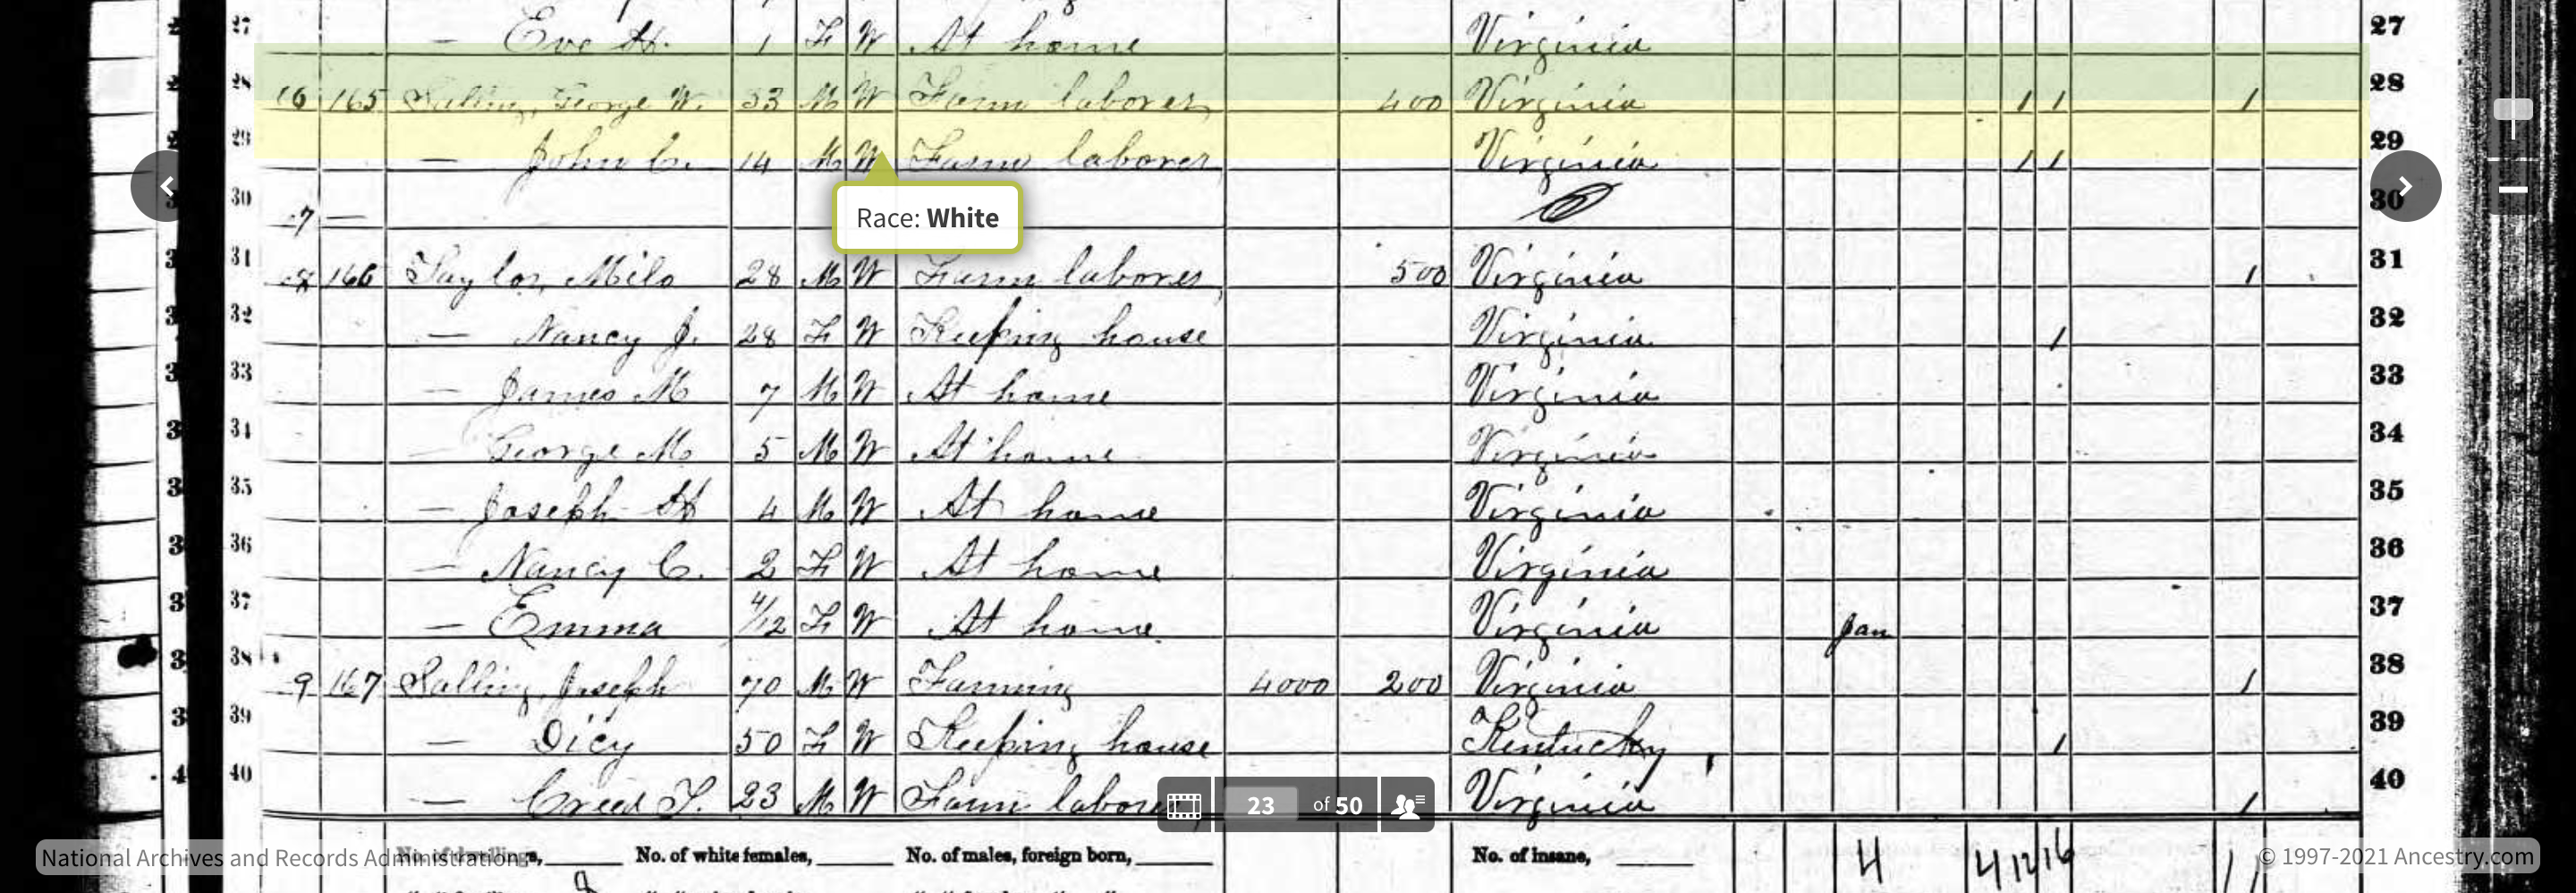 27 — Eve H. 1 F W At home Virginia 27
28 16 165 Salling, George W. 33 M W Farm laborer 400 Virginia 1 1 1 28
29 — John C. 14 M W Farm laborer Virginia 1 1 29
30 7 — 30
Race: White
31 8 166 Taylor, Milo 28 M W Farm laborer 500 Virginia 1 31
32 — Nancy J. 28 F W Keeping house Virginia 1 32
33 — James M 7 M W At home Virginia 33
34 — George M 5 M W At home Virginia 34
35 — Joseph H 4 M W At home Virginia 35
36 — Nancy C. 2 F W At home Virginia 36
37 — Emma 4/12 F W At home Virginia Jan 37
38 9 167 Salling, Joseph 70 M W Farming 4000 200 Virginia 1 38
39 — Dicy 50 F W Keeping house Kentucky 1 39
40 — Creed T. 23 M W Farm laborer Virginia 1 40
23 of 50
No. of dwellings, No. of white females, No. of males, foreign born, No. of insane, 4 4 12 16 11
National Archives and Records Administration
© 1997-2021 Ancestry.com